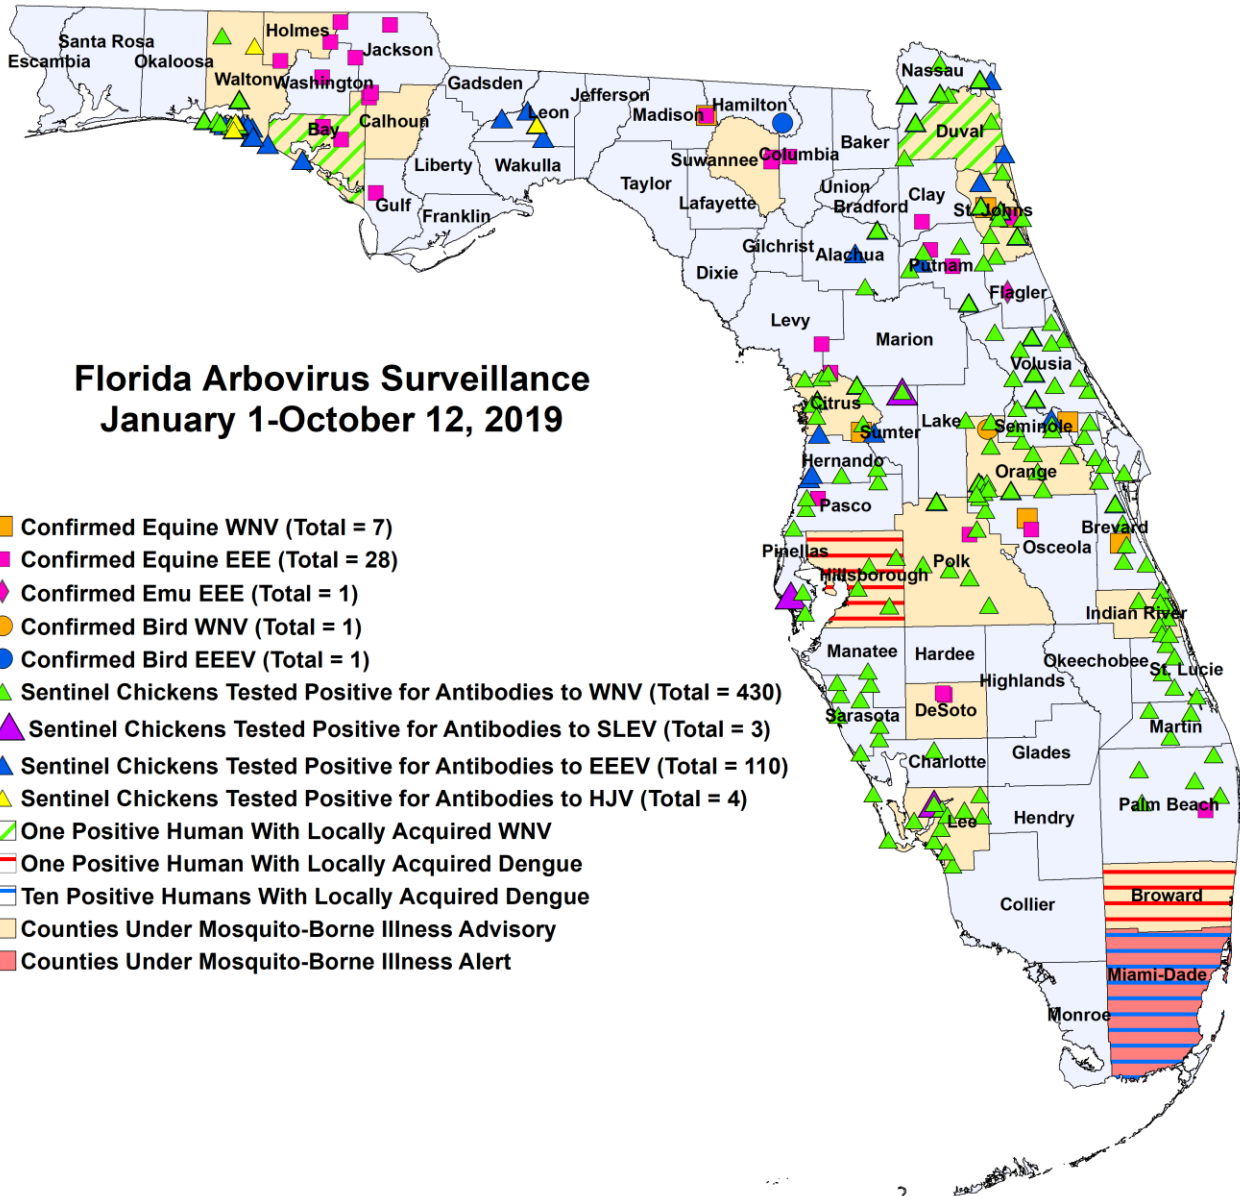 Holmes
Jackson
Santa Rosa
Escambia
Okaloosa
Walton
Washington
Gadsden
Jefferson
Leon
Madison
Hamilton
Nassau
Duval
Bay
Calhoun
Liberty
Wakulla
Suwannee
Columbia
Baker
Taylor
Lafayette
Union
Bradford
Clay
St. Johns
Gulf
Franklin
Gilchrist
Alachua
Putnam
Dixie
Flagler
Levy
Marion
Volusia
Florida Arbovirus Surveillance
January 1-October 12, 2019
Citrus
Sumter
Lake
Seminole
Hernando
Orange
Pasco
Brevard
Osceola
Pinellas
Hillsborough
Polk
Indian River
Manatee
Hardee
Highlands
Okeechobee
St. Lucie
Sarasota
DeSoto
Martin
Charlotte
Glades
Lee
Hendry
Palm Beach
Collier
Broward
Miami-Dade
Monroe
Confirmed Equine WNV (Total = 7)
Confirmed Equine EEE (Total = 28)
Confirmed Emu EEE (Total = 1)
Confirmed Bird WNV (Total = 1)
Confirmed Bird EEEV (Total = 1)
Sentinel Chickens Tested Positive for Antibodies to WNV (Total = 430)
Sentinel Chickens Tested Positive for Antibodies to SLEV (Total = 3)
Sentinel Chickens Tested Positive for Antibodies to EEEV (Total = 110)
Sentinel Chickens Tested Positive for Antibodies to HJV (Total = 4)
One Positive Human With Locally Acquired WNV
One Positive Human With Locally Acquired Dengue
Ten Positive Humans With Locally Acquired Dengue
Counties Under Mosquito-Borne Illness Advisory
Counties Under Mosquito-Borne Illness Alert